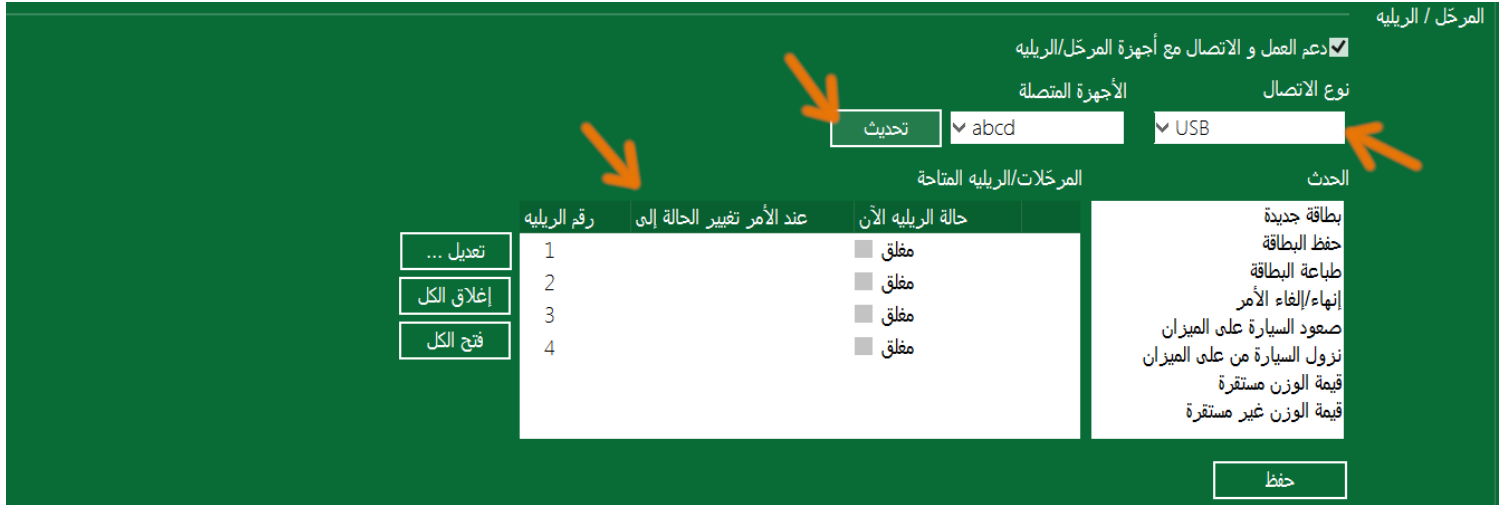 المرحّل / الريليه
دعم العمل و الاتصال مع أجهزة المرحّل/الريليه
نوع الاتصال
الأجهزة المتصلة
USB
abcd
تحديث
الحدث
المرحّلات/الريليه المتاحة
بطاقة جديدة
حفظ البطاقة
طباعة البطاقة
إنهاء/إلغاء الأمر
صعود السيارة على الميزان
نزول السيارة من على الميزان
قيمة الوزن مستقرة
قيمة الوزن غير مستقرة
حالة الريليه الآن
عند الأمر تغيير الحالة إلى
رقم الريليه
مغلق 1
مغلق 2
مغلق 3
مغلق 4
تعديل ...
إغلاق الكل
فتح الكل
حفظ